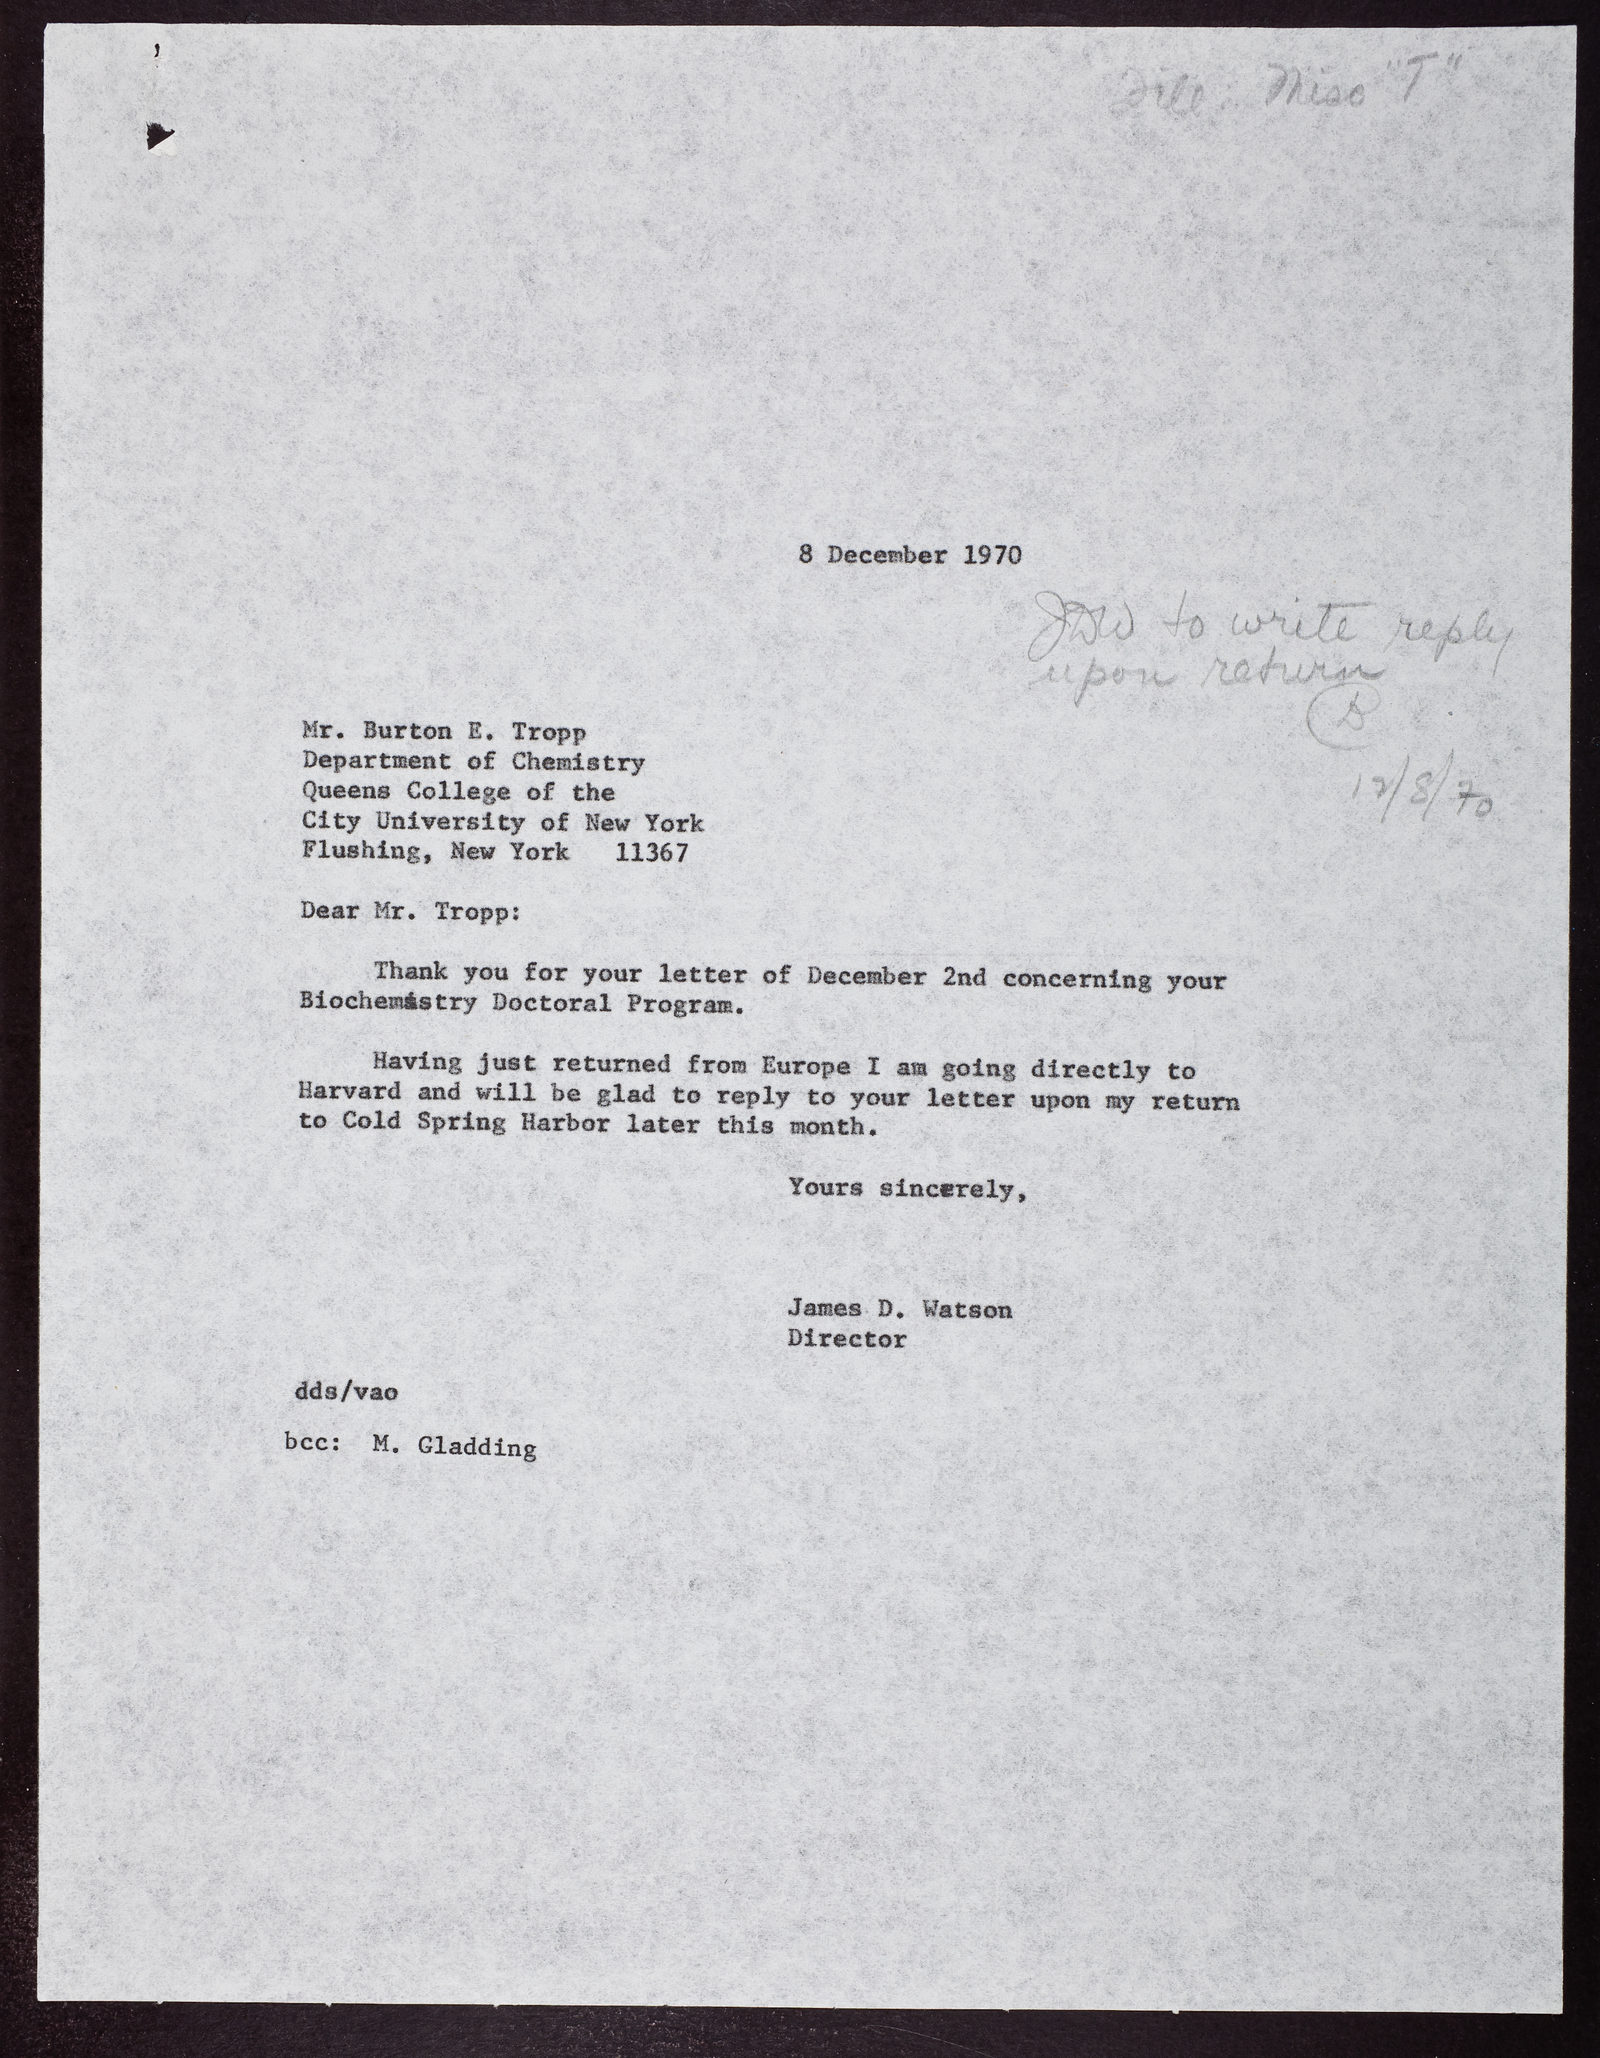 File: Misc "T"
8 December 1970
JDW to write reply
upon return
D
12/8/70
Mr. Burton E. Tropp
Department of Chemistry
Queens College of the
City University of New York
Flushing, New York 11367
Dear Mr. Tropp:
Thank you for your letter of December 2nd concerning your
Biochemistry Doctoral Program.
Having just returned from Europe I am going directly to
Harvard and will be glad to reply to your letter upon my return
to Cold Spring Harbor later this month.
Yours sincerely,
James D. Watson
Director
dds/vao
bcc: M. Gladding